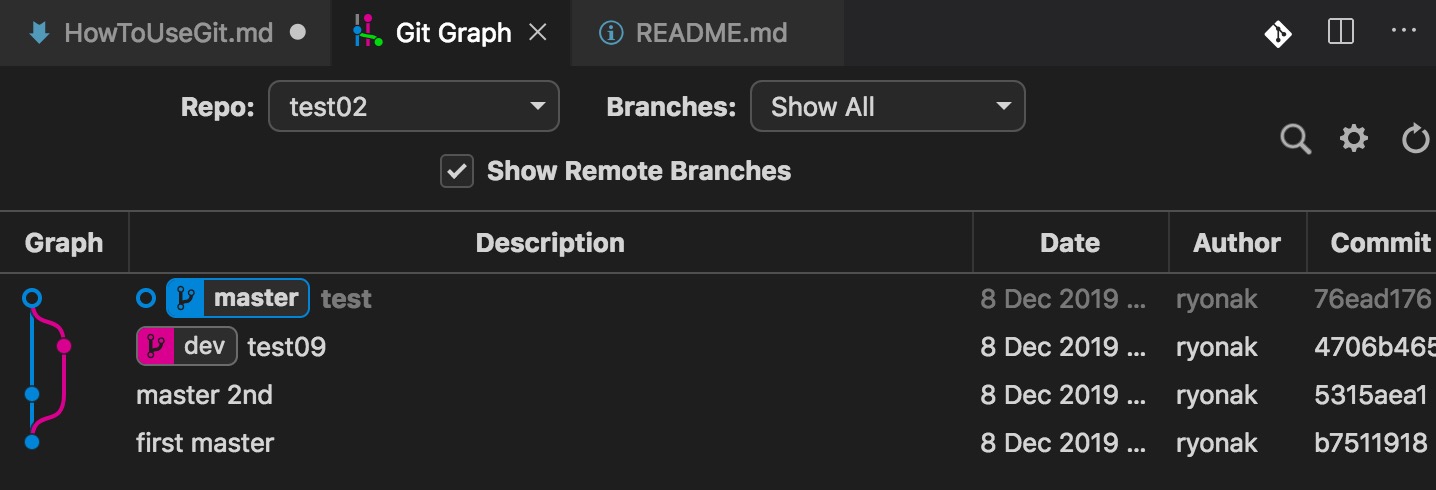 HowToUseGit.md Git Graph README.md
Repo: test02 Branches: Show All
Show Remote Branches
Graph Description Date Author Commit
master test 8 Dec 2019 ... ryonak 76ead176
dev test09 8 Dec 2019 ... ryonak 4706b465
master 2nd 8 Dec 2019 ... ryonak 5315aea1
first master 8 Dec 2019 ... ryonak b7511918